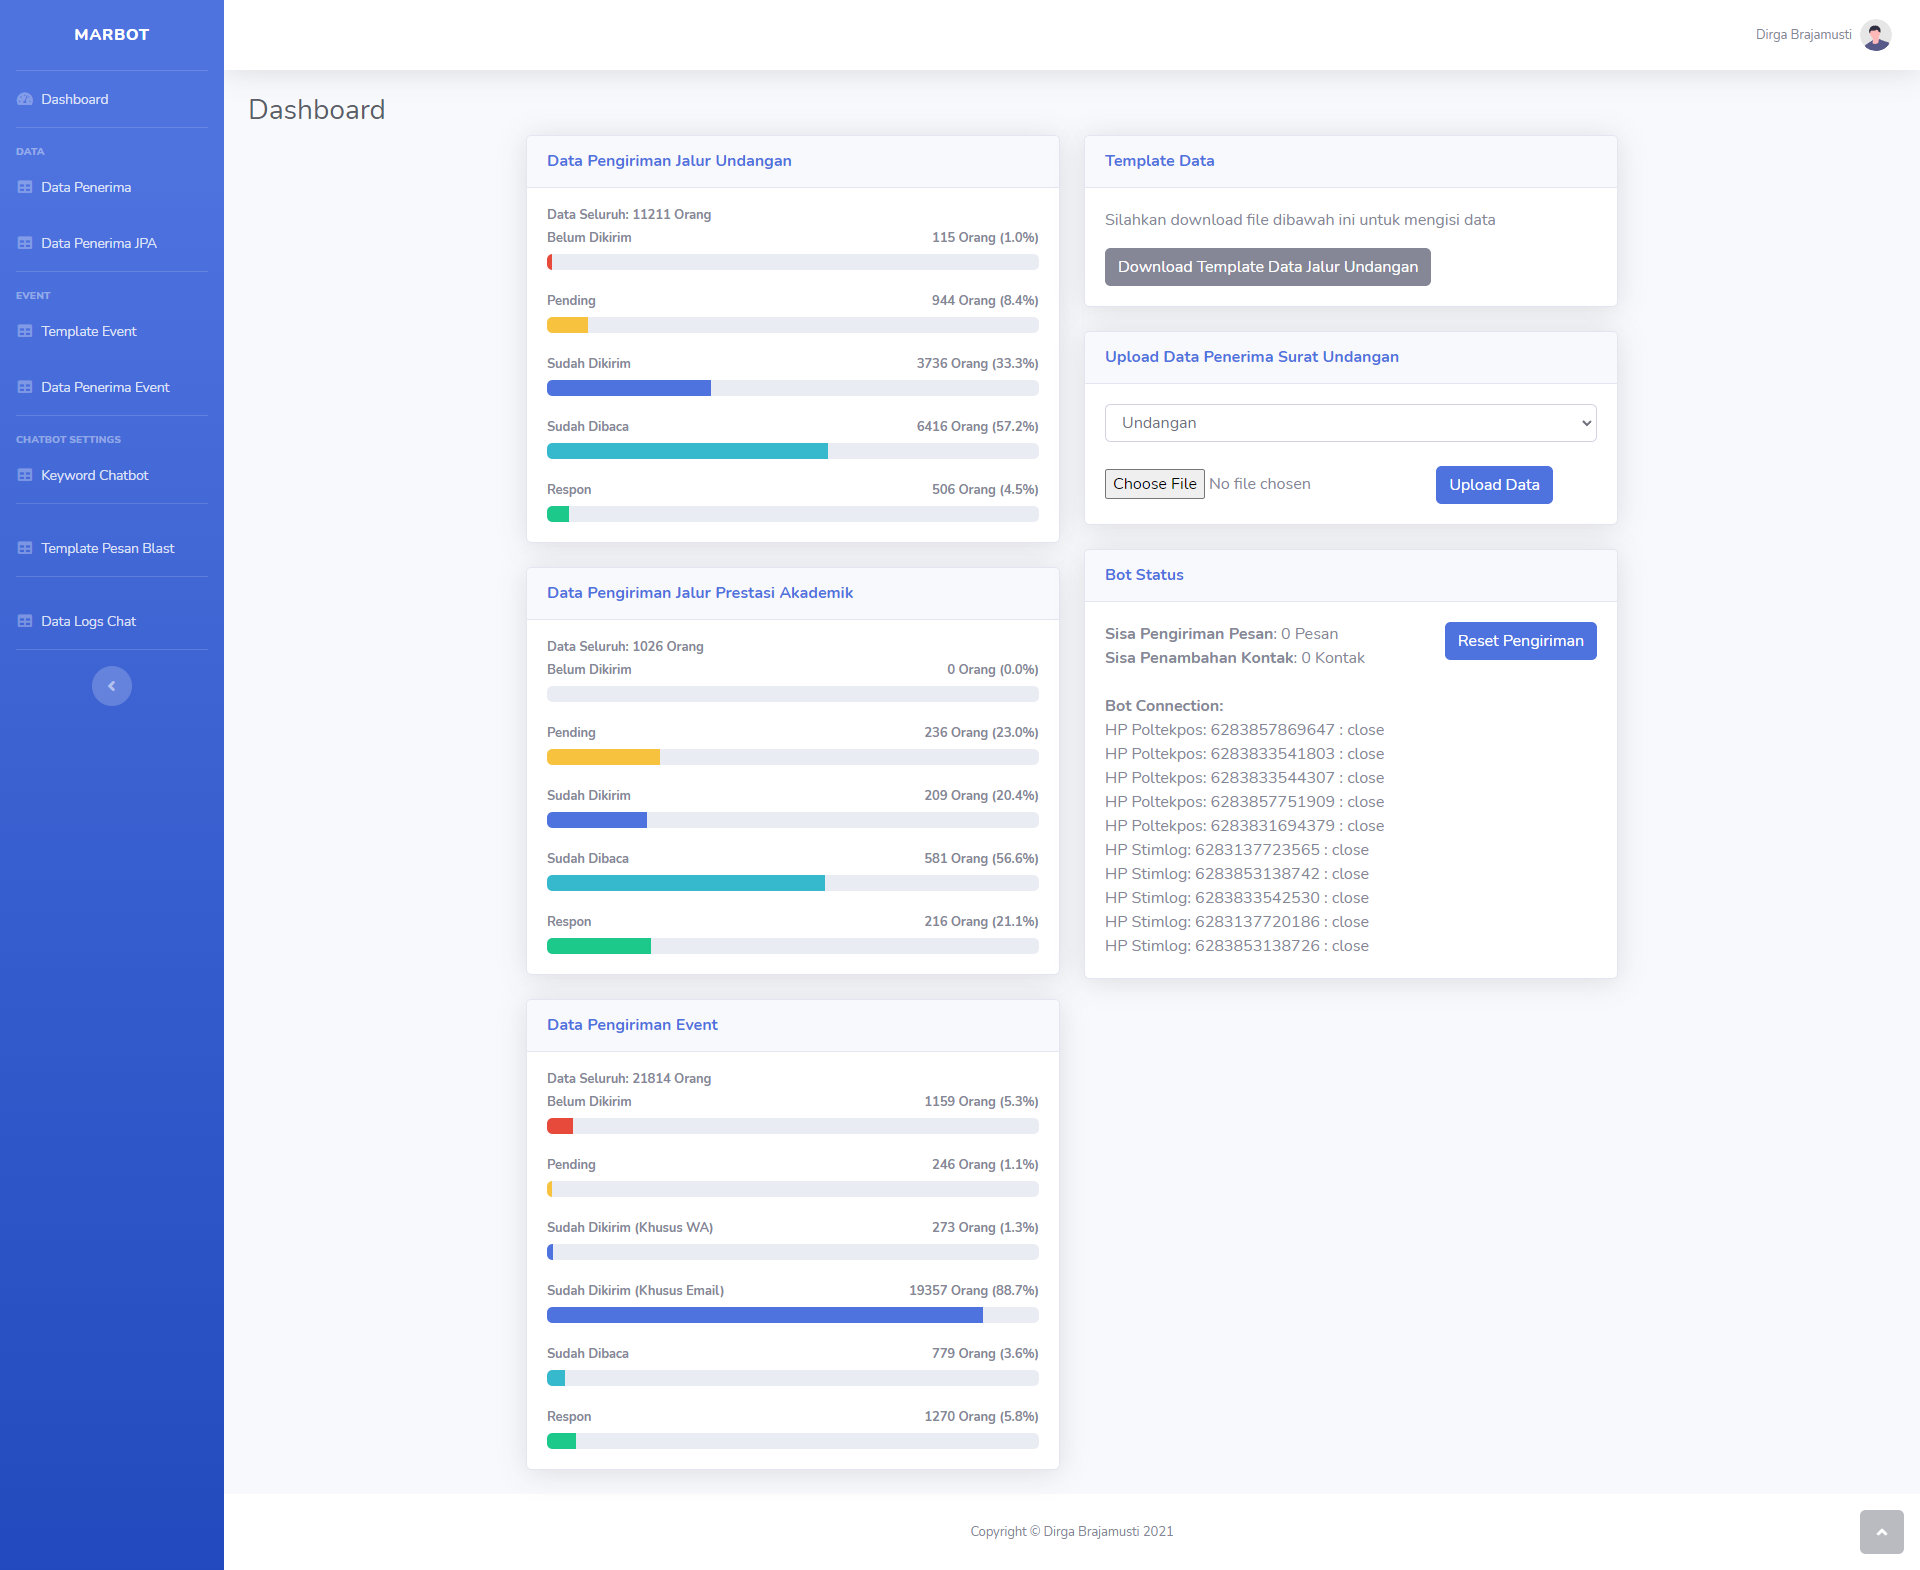 MARBOT
Dashboard
DATA
Data Penerima
Data Penerima JPA
EVENT
Template Event
Data Penerima Event
CHATBOT SETTINGS
Keyword Chatbot
Template Pesan Blast
Data Logs Chat
Dirga Brajamusti
Dashboard
Data Pengiriman Jalur Undangan
Data Seluruh: 11211 Orang
Belum Dikirim 115 Orang (1.0%)
Pending 944 Orang (8.4%)
Sudah Dikirim 3736 Orang (33.3%)
Sudah Dibaca 6416 Orang (57.2%)
Respon 506 Orang (4.5%)
Data Pengiriman Jalur Prestasi Akademik
Data Seluruh: 1026 Orang
Belum Dikirim 0 Orang (0.0%)
Pending 236 Orang (23.0%)
Sudah Dikirim 209 Orang (20.4%)
Sudah Dibaca 581 Orang (56.6%)
Respon 216 Orang (21.1%)
Data Pengiriman Event
Data Seluruh: 21814 Orang
Belum Dikirim 1159 Orang (5.3%)
Pending 246 Orang (1.1%)
Sudah Dikirim (Khusus WA) 273 Orang (1.3%)
Sudah Dikirim (Khusus Email) 19357 Orang (88.7%)
Sudah Dibaca 779 Orang (3.6%)
Respon 1270 Orang (5.8%)
Template Data
Silahkan download file dibawah ini untuk mengisi data
Download Template Data Jalur Undangan
Upload Data Penerima Surat Undangan
Undangan
Choose File No file chosen Upload Data
Bot Status
Sisa Pengiriman Pesan: 0 Pesan
Sisa Penambahan Kontak: 0 Kontak
Reset Pengiriman
Bot Connection:
HP Poltekpos: 6283857869647 : close
HP Poltekpos: 6283833541803 : close
HP Poltekpos: 6283833544307 : close
HP Poltekpos: 6283857751909 : close
HP Poltekpos: 6283831694379 : close
HP Stimlog: 6283137723565 : close
HP Stimlog: 6283853138742 : close
HP Stimlog: 6283833542530 : close
HP Stimlog: 6283137720186 : close
HP Stimlog: 6283853138726 : close
Copyright © Dirga Brajamusti 2021